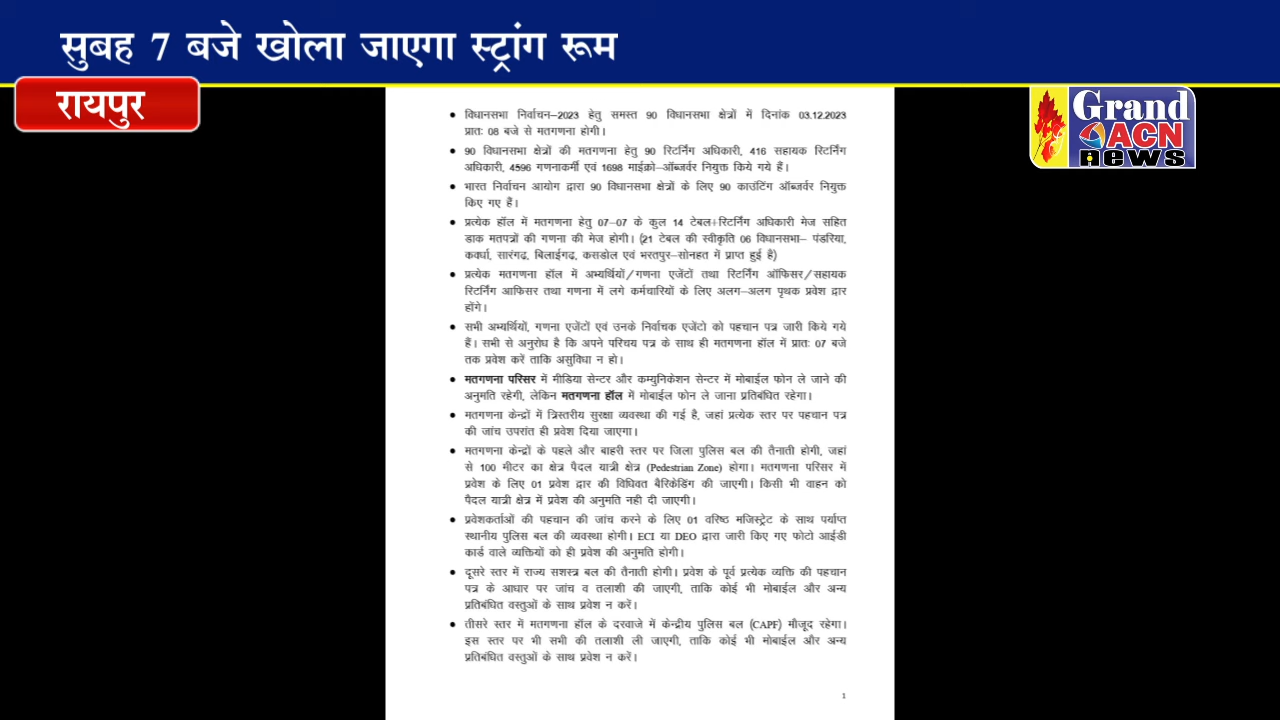 सुबह 7 बजे खोला जाएगा स्ट्रांग रूम
रायपुर
Grand
ACN
news
• विधानसभा निर्वाचन–2023 हेतु समस्त 90 विधानसभा क्षेत्रों में दिनांक 03.12.2023
प्रातः 08 बजे से मतगणना होगी।
• 90 विधानसभा क्षेत्रों की मतगणना हेतु 90 रिटर्निंग अधिकारी, 416 सहायक रिटर्निंग
अधिकारी, 4596 गणनाकर्मी एवं 1698 माईक्रो–ऑब्जर्वर नियुक्त किये गये हैं।
• भारत निर्वाचन आयोग द्वारा 90 विधानसभा क्षेत्रों के लिए 90 काउंटिंग ऑब्जर्वर नियुक्त
किए गए हैं।
• प्रत्येक हॉल में मतगणना हेतु 07–07 के कुल 14 टेबल+रिटर्निंग अधिकारी मेज सहित
डाक मतपत्रों की गणना की मेज होगी। (21 टेबल की स्वीकृति 06 विधानसभा– पंडरिया,
कवर्धा, सारंगढ़, बिलाईगढ़, कसडोल एवं भरतपुर–सोनहत में प्राप्त हुई है)
• प्रत्येक मतगणना हॉल में अभ्यर्थियों/गणना एजेंटों तथा रिटर्निंग ऑफिसर/सहायक
रिटर्निंग आफिसर तथा गणना में लगे कर्मचारियों के लिए अलग–अलग पृथक प्रवेश द्वार
होंगे।
• सभी अभ्यर्थियों, गणना एजेंटों एवं उनके निर्वाचक एजेंटो को पहचान पत्र जारी किये गये
हैं। सभी से अनुरोध है कि अपने परिचय पत्र के साथ ही मतगणना हॉल में प्रातः 07 बजे
तक प्रवेश करें ताकि असुविधा न हो।
• मतगणना परिसर में मीडिया सेन्टर और कम्युनिकेशन सेन्टर में मोबाईल फोन ले जाने की
अनुमति रहेगी, लेकिन मतगणना हॉल में मोबाईल फोन ले जाना प्रतिबंधित रहेगा।
• मतगणना केन्द्रों में त्रिस्तरीय सुरक्षा व्यवस्था की गई है, जहां प्रत्येक स्तर पर पहचान पत्र
की जांच उपरांत ही प्रवेश दिया जाएगा।
• मतगणना केन्द्रों के पहले और बाहरी स्तर पर जिला पुलिस बल की तैनाती होगी, जहां
से 100 मीटर का क्षेत्र पैदल यात्री क्षेत्र (Pedestrian Zone) होगा। मतगणना परिसर में
प्रवेश के लिए 01 प्रवेश द्वार की विधिवत बैरिकेडिंग की जाएगी। किसी भी वाहन को
पैदल यात्री क्षेत्र में प्रवेश की अनुमति नही दी जाएगी।
• प्रवेशकर्ताओं की पहचान की जांच करने के लिए 01 वरिष्ठ मजिस्ट्रेट के साथ पर्याप्त
स्थानीय पुलिस बल की व्यवस्था होगी। ECI या DEO द्वारा जारी किए गए फोटो आईडी
कार्ड वाले व्यक्तियों को ही प्रवेश की अनुमति होगी।
• दूसरे स्तर में राज्य सशस्त्र बल की तैनाती होगी। प्रवेश के पूर्व प्रत्येक व्यक्ति की पहचान
पत्र के आधार पर जांच व तलाशी की जाएगी, ताकि कोई भी मोबाईल और अन्य
प्रतिबंधित वस्तुओं के साथ प्रवेश न करें।
• तीसरे स्तर में मतगणना हॉल के दरवाजे में केन्द्रीय पुलिस बल (CAPF) मौजूद रहेगा।
इस स्तर पर भी सभी की तलाशी ली जाएगी, ताकि कोई भी मोबाईल और अन्य
प्रतिबंधित वस्तुओं के साथ प्रवेश न करें।
1